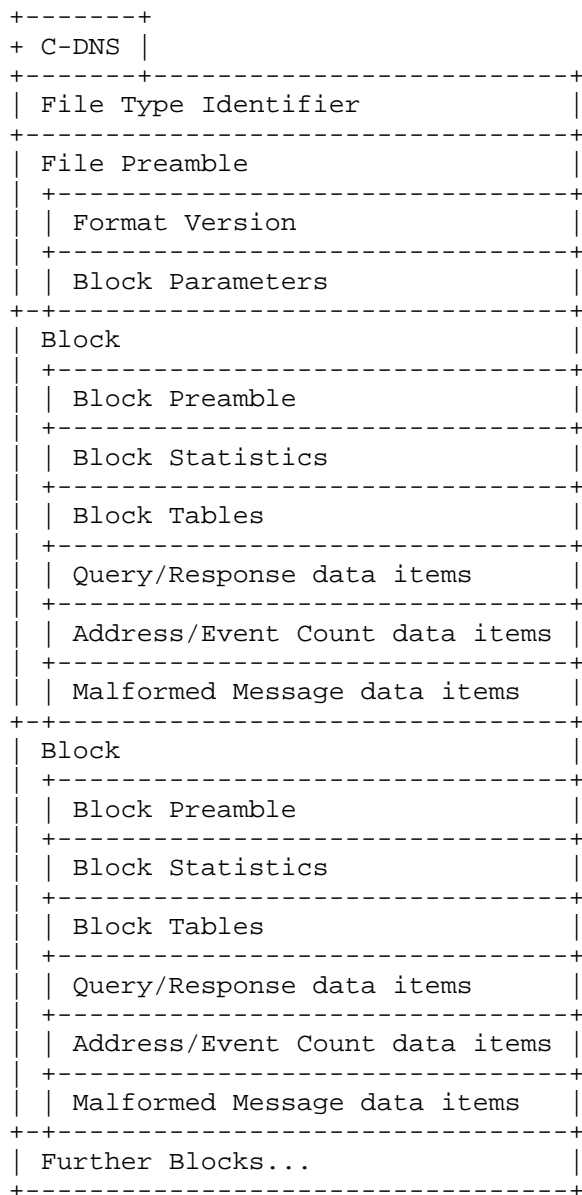 C-DNS
File Type Identifier
File Preamble
Format Version
Block Parameters
Block
Block Preamble
Block Statistics
Block Tables
Query/Response data items
Address/Event Count data items
Malformed Message data items
Block
Block Preamble
Block Statistics
Block Tables
Query/Response data items
Address/Event Count data items
Malformed Message data items
Further Blocks...